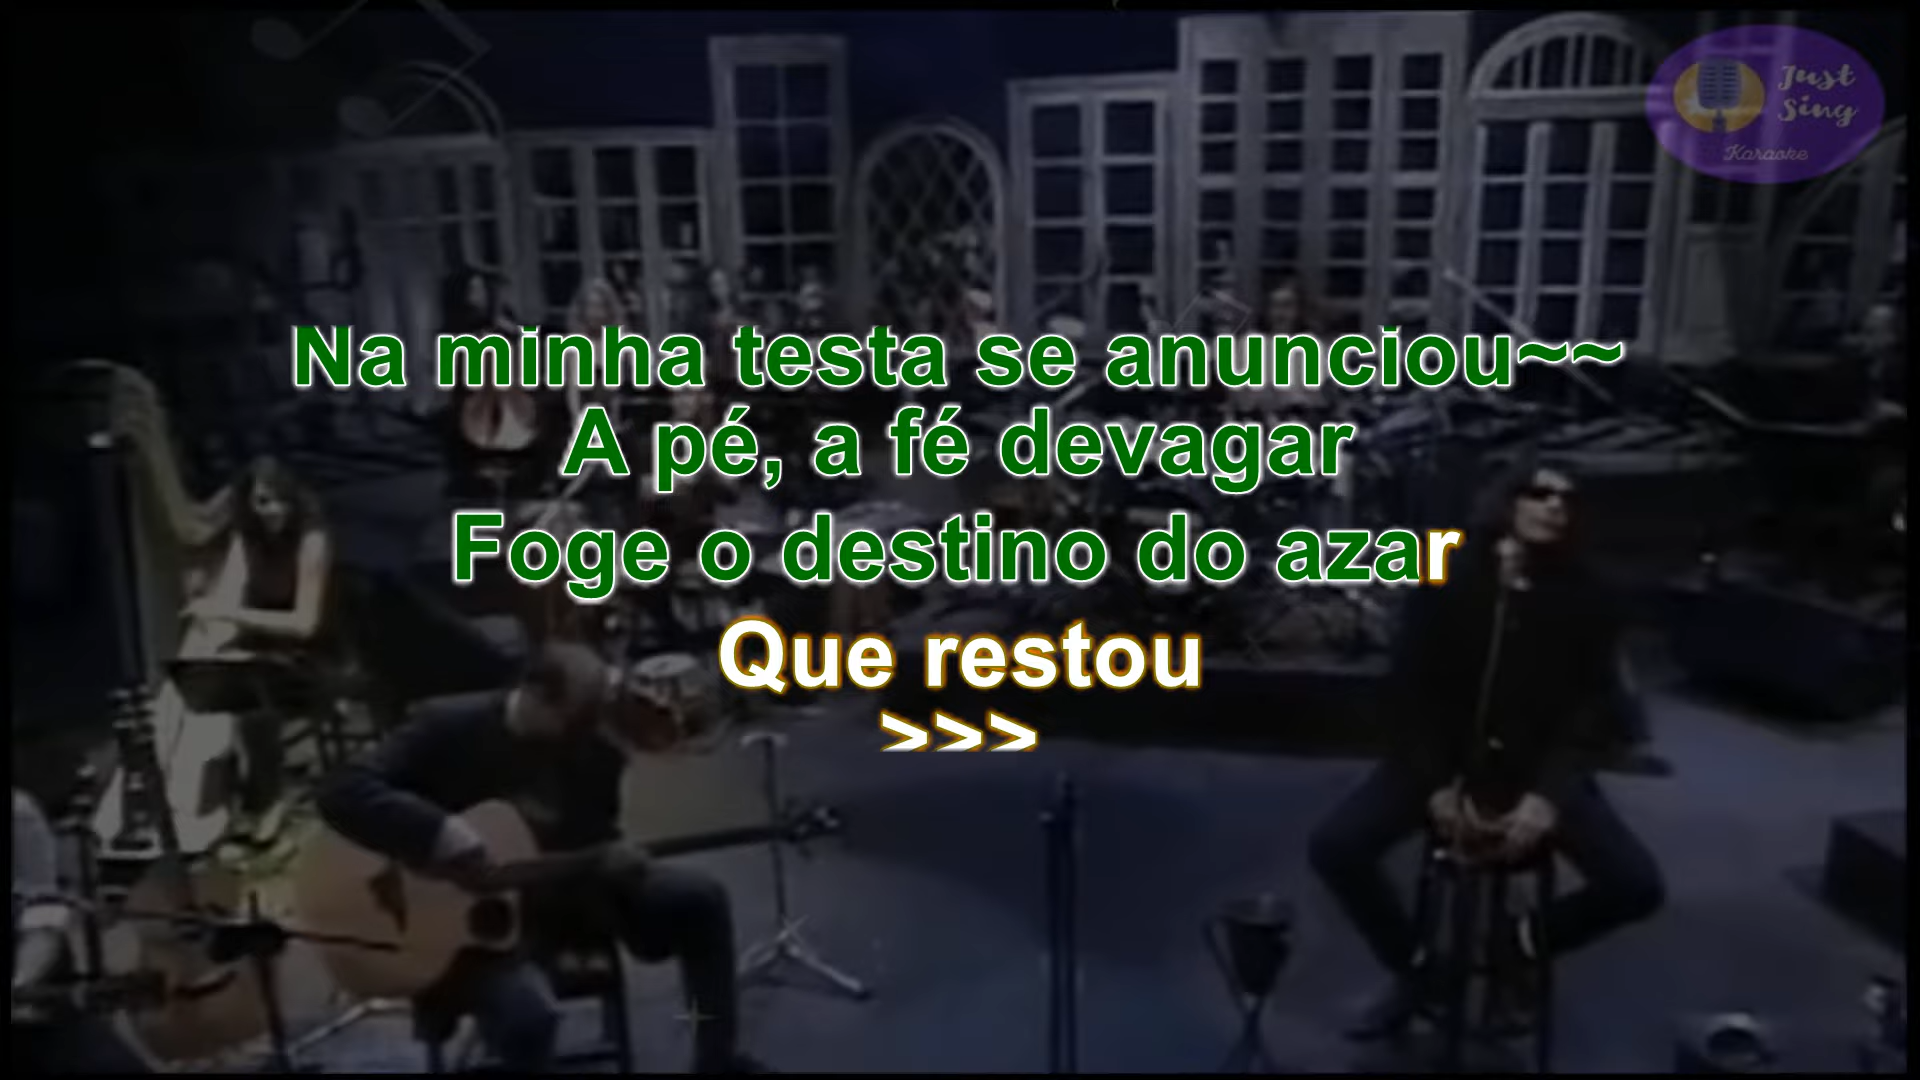 Just
Sing
Karaoke
Na minha testa se anunciou~~
A pé, a fé devagar
Foge o destino do azar
Que restou
>>>